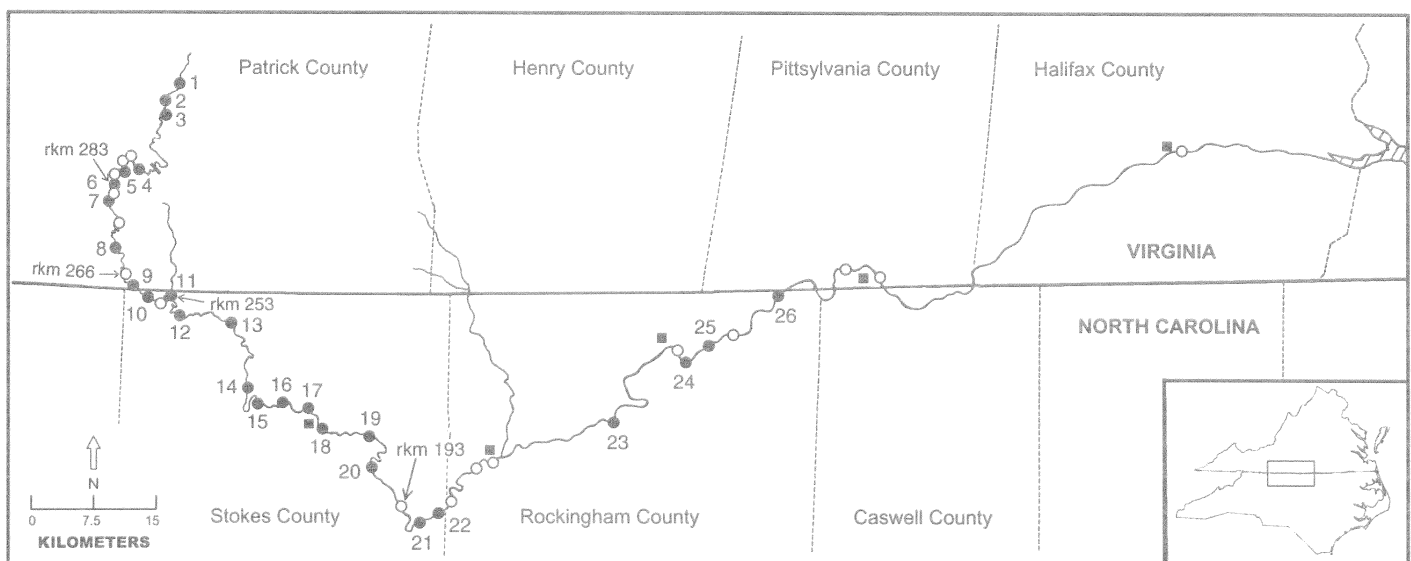 Patrick County
Henry County
Pittsylvania County
Halifax County
1
2
3
rkm 283
4
5
6
7
8
rkm 266
9
10
11
rkm 253
12
13
VIRGINIA
NORTH CAROLINA
14
15
16
17
18
19
20
rkm 193
21
22
23
24
25
26
N
0 7.5 15
KILOMETERS
Stokes County
Rockingham County
Caswell County